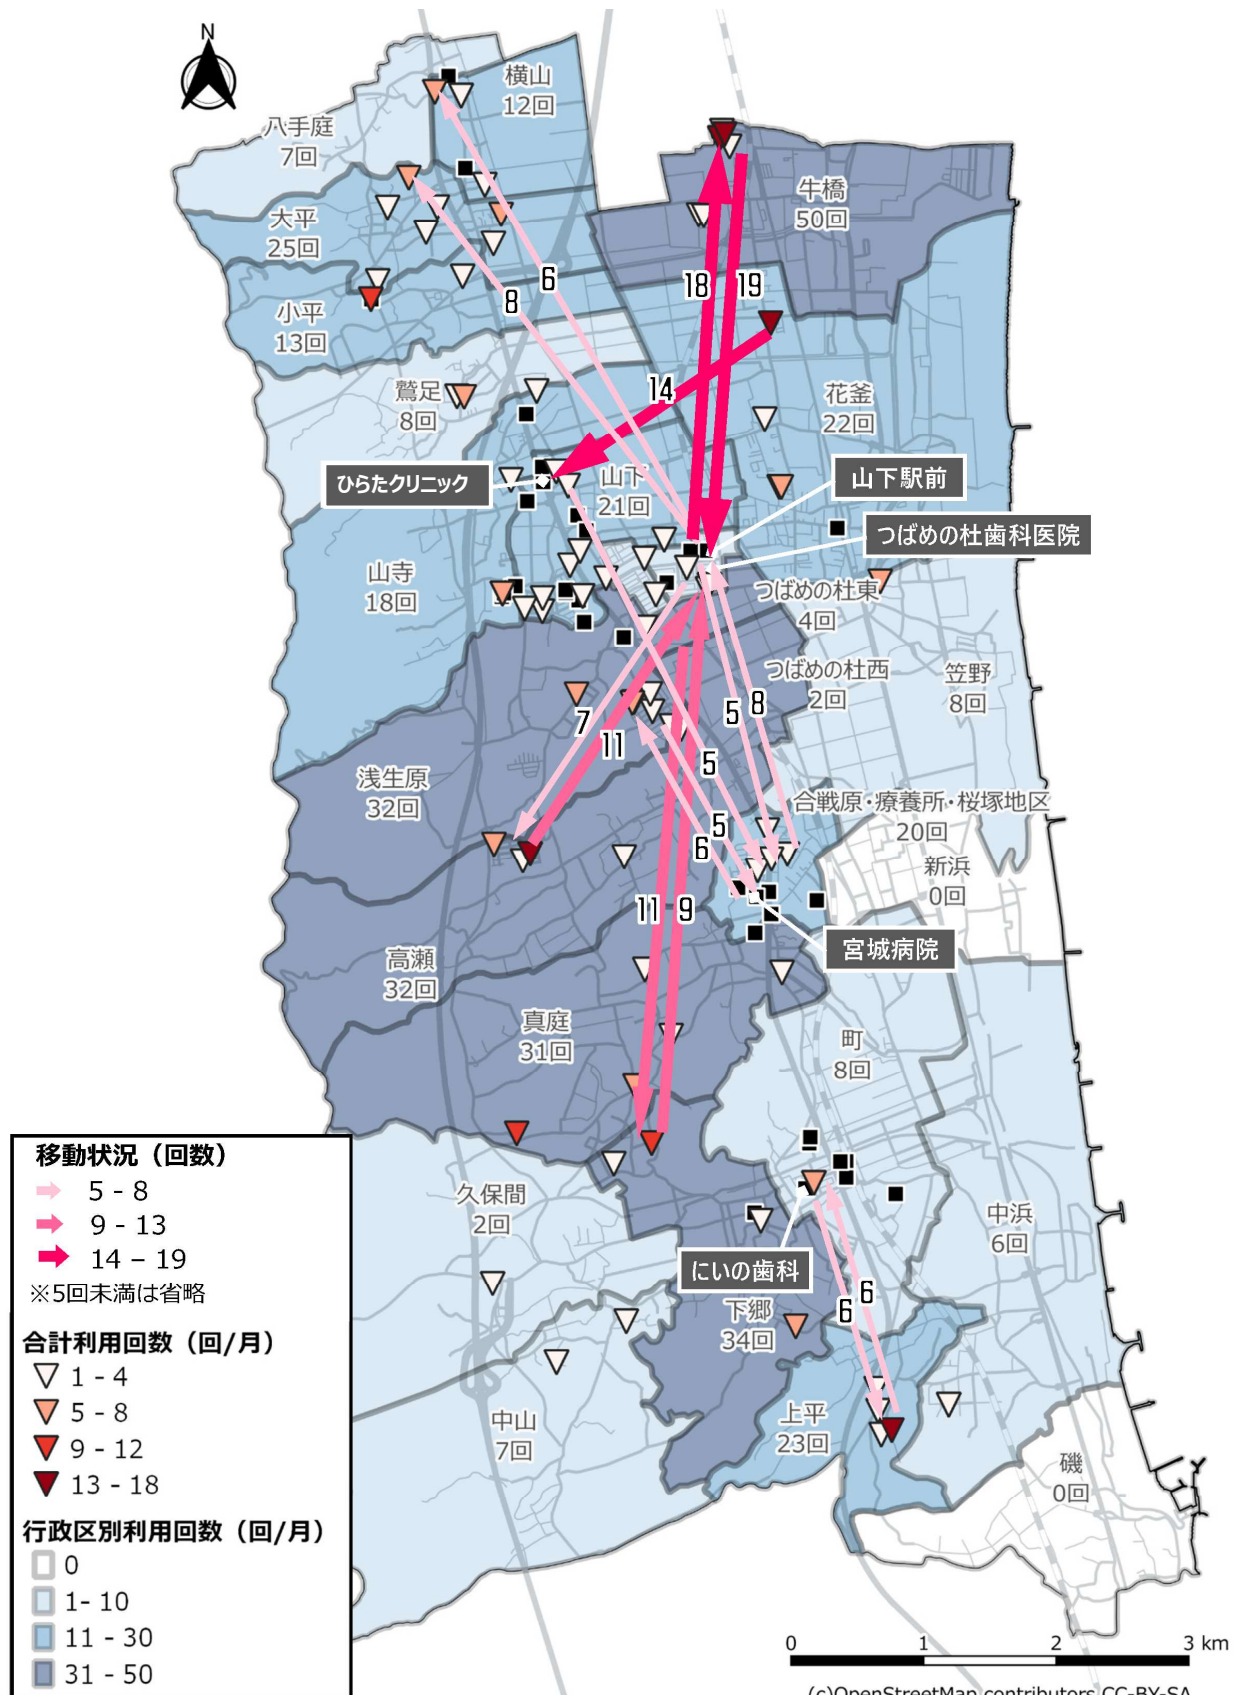 N
横山
12回
八手庭
7回
牛橋
50回
大平
25回
6
18
19
8
小平
13回
鷲足
8回
14
花釜
22回
ひらたクリニック
山下
21回
山下駅前
つばめの杜歯科医院
山寺
18回
つばめの杜東
4回
つばめの杜西
2回
笠野
8回
7
11
5
8
5
浅生原
32回
合戦原・療養所・桜塚地区
20回
5
6
新浜
0回
11
9
宮城病院
高瀬
32回
真庭
31回
町
8回
久保間
2回
中浜
6回
にいの歯科
6
6
下郷
34回
中山
7回
上平
23回
磯
0回
移動状況（回数）
5 - 8
9 - 13
14 – 19
※5回未満は省略
合計利用回数（回/月）
1 - 4
5 - 8
9 - 12
13 - 18
行政区別利用回数（回/月）
0
1- 10
11 - 30
31 - 50
0 1 2 3 km
(c)OpenStreetMap contributors CC-BY-SA